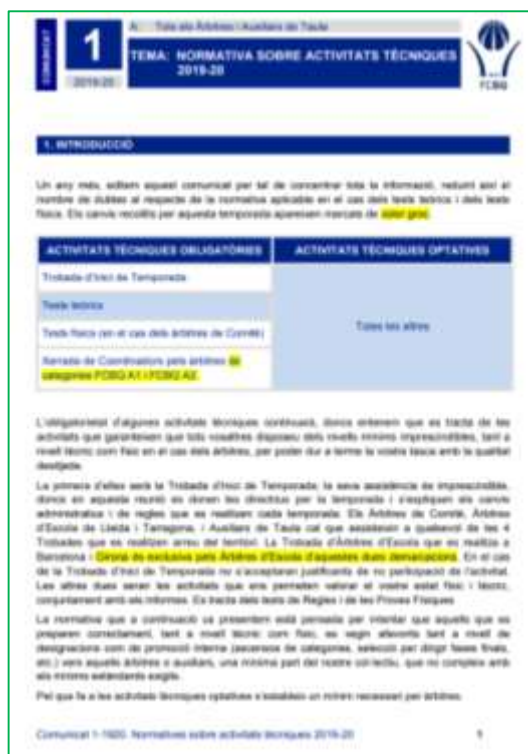 COMUNICAT
1
2019-20
A: Tots els Àrbitres i Auxiliars de Taula
TEMA: NORMATIVA SOBRE ACTIVITATS TÈCNIQUES
2019-20
FCBQ
1. INTRODUCCIÓ
Un any més, editem aquest comunicat per tal de concentrar tota la informació, reduint així el
nombre de dubtes al respecte de la normativa aplicable en el cas dels tests teòrics i dels tests
físics. Els canvis recollits per aquesta temporada apareixen marcats de color groc.
ACTIVITATS TÈCNIQUES OBLIGATÒRIES
ACTIVITATS TÈCNIQUES OPTATIVES
Trobada d'Inici de Temporada
Tests teòrics
Tests físics (en el cas dels àrbitres de Comitè)
Xerrada de Coordinadors pels àrbitres de
categories FCBQ A1 i FCBQ A2.
Totes les altres
L'obligatorietat d'algunes activitats tècniques continuarà, doncs entenem que es tracta de les
activitats que garanteixen que tots vosaltres disposeu dels nivells mínims imprescindibles, tant a
nivell tècnic com físic en el cas dels àrbitres, per poder dur a terme la vostra tasca amb la qualitat
desitjada.
La primera d'elles serà la Trobada d'Inici de Temporada; la seva assistència és imprescindible,
doncs en aquesta reunió es donen les directrius per la temporada i s'expliquen els canvis
administratius i de regles que es realitzen cada temporada. Els Àrbitres de Comitè, Àrbitres
d'Escola de Lleida i Tarragona, i Auxiliars de Taula cal que assisteixin a qualsevol de les 4
Trobades que es realitzen arreu del territori. La Trobada d'Àrbitres d'Escola que es realitza a
Barcelona i Girona és exclusiva pels Àrbitres d'Escola d'aquestes dues demarcacions. En el cas
de la Trobada d'Inici de Temporada no s'acceptaran justificants de no participació de l'activitat.
Les altres dues seran les activitats que ens permeten valorar el vostre estat físic i tècnic,
conjuntament amb els informes. Es tracta dels tests de Regles i de les Proves Físiques
La normativa que a continuació us presentem està pensada per intentar que aquells que es
preparen correctament, tant a nivell tècnic com físic, es vegin afavorits tant a nivell de
designacions com de promoció interna (ascensos de categories, selecció per dirigir fases finals,
etc.) vers aquells àrbitres o auxiliars, una mínima part del nostre col·lectiu, que no compleix amb
els mínims estàndards exigits.
Pel que fa a les activitats tècniques optatives s'estableix un mínim necessari per àrbitres.
Comunicat 1-1920. Normatives sobre activitats tècniques 2019-20
1